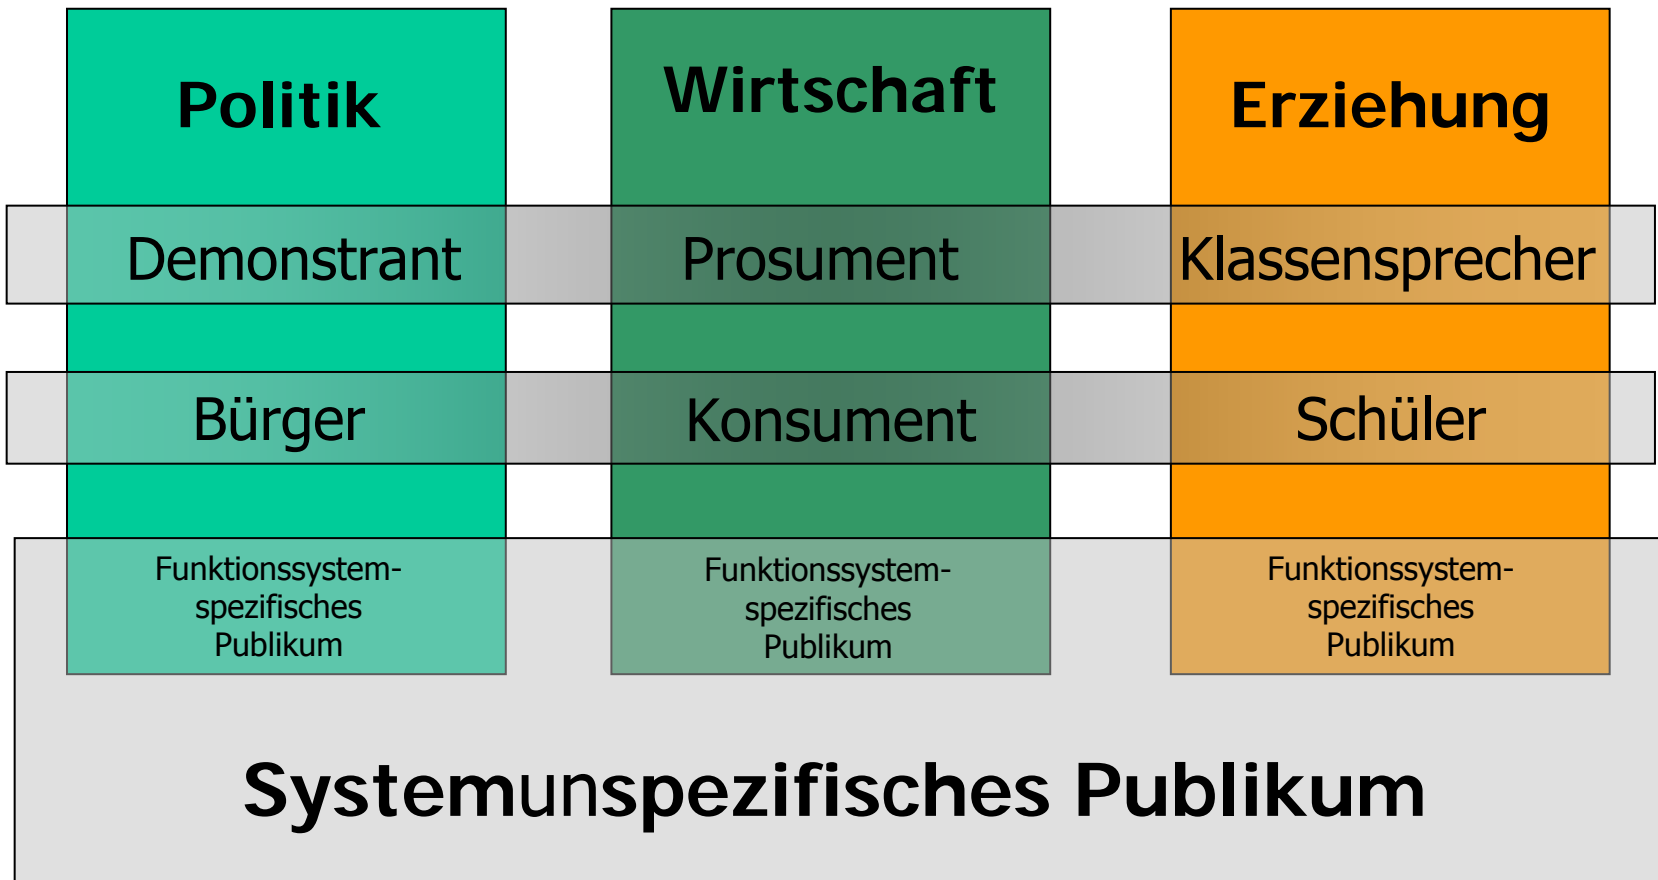 Politik
Wirtschaft
Erziehung
Demonstrant
Prosument
Klassensprecher
Bürger
Konsument
Schüler
Funktionssystem-
spezifisches
Publikum
Funktionssystem-
spezifisches
Publikum
Funktionssystem-
spezifisches
Publikum
Systemunspezifisches Publikum